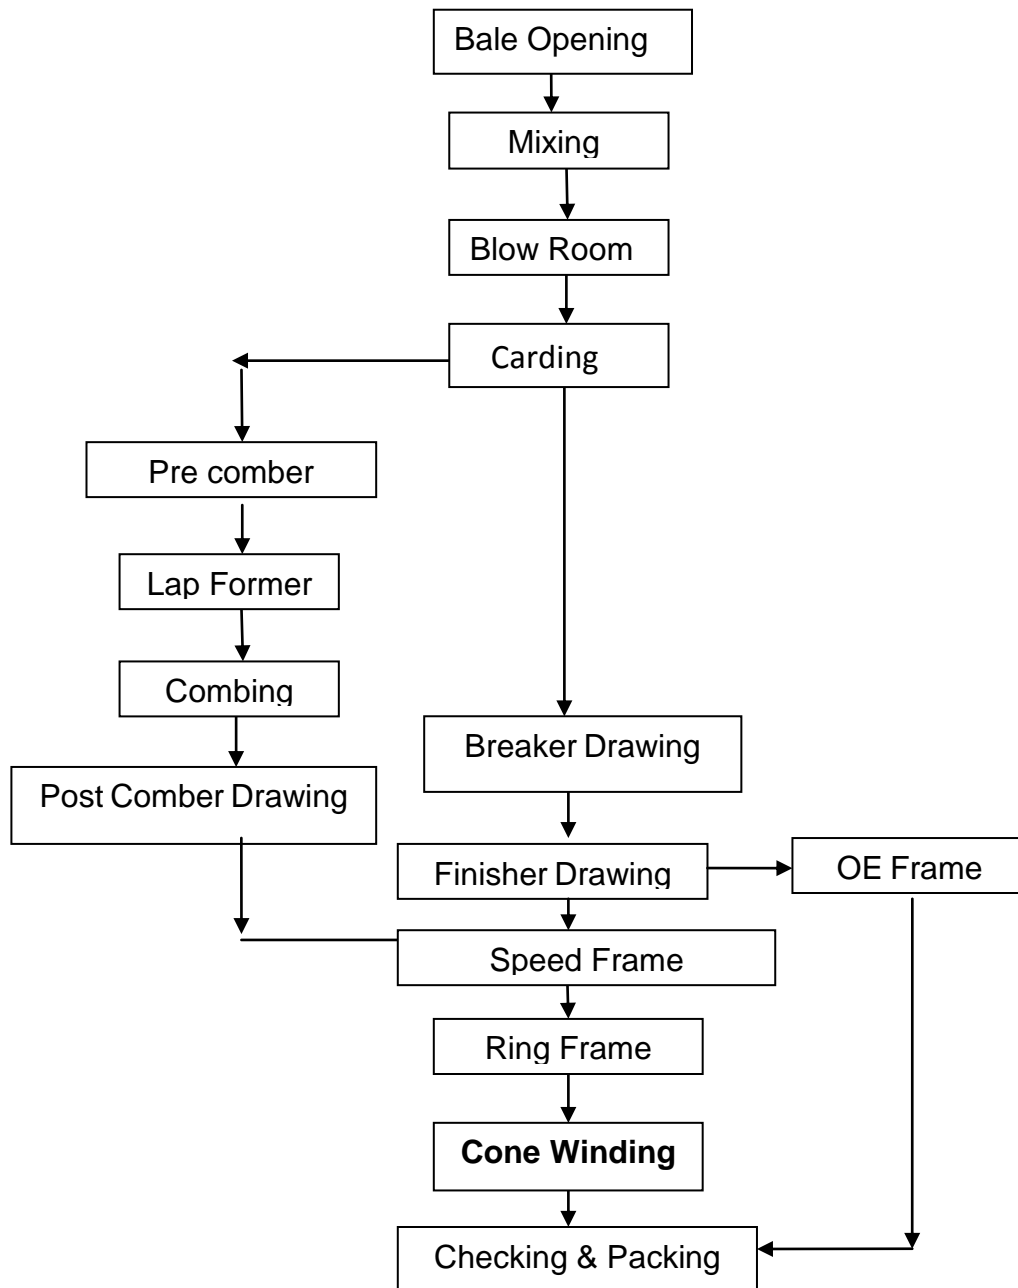 Bale Opening
Mixing
Blow Room
Carding
Pre comber
Lap Former
Combing
Post Comber Drawing
Breaker Drawing
Finisher Drawing
OE Frame
Speed Frame
Ring Frame
Cone Winding
Checking & Packing